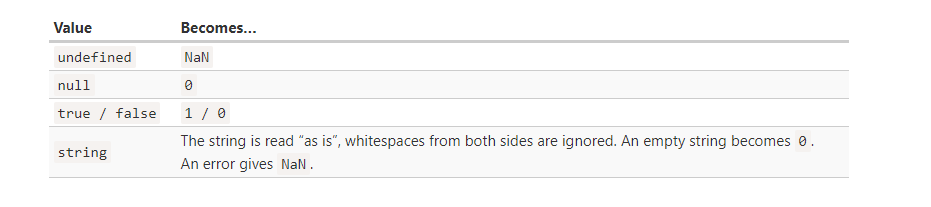 Value Becomes...
undefined NaN
null 0
true / false 1 / 0
string The string is read “as is”, whitespaces from both sides are ignored. An empty string becomes 0.
An error gives NaN.